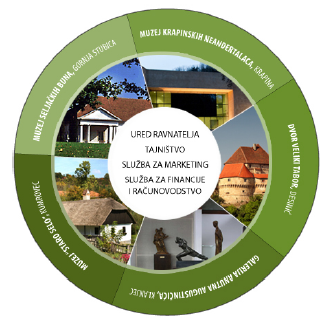 MUZEJ SELJAČKIH BUNA, GORNJA STUBICA
MUZEJ KRAPINSKIH NEANDERTALACA, KRAPINA
DVOR VELIKI TABOR, DESINIĆ
GALERIJA ANTUNA AUGUSTINČIĆA, KLANJEC
MUZEJ "STARO SELO", KUMROVEC
URED RAVNATELJA
TAJNIŠTVO
SLUŽBA ZA MARKETING
SLUŽBA ZA FINANCIJE
I RAČUNOVODSTVO